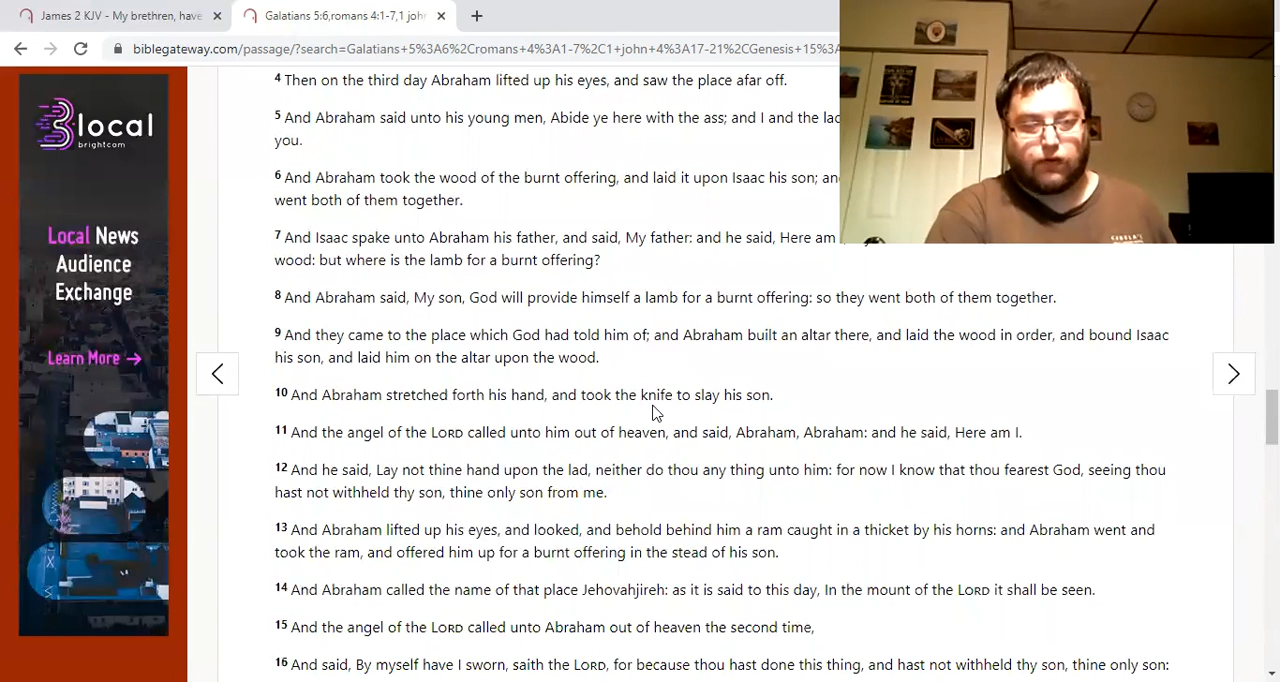 James 2 KJV - My brethren, have
Galatians 5:6,romans 4:1-7,1 joh
biblegateway.com/passage/?search=Galatians+5%3A6%2Cromans+4%3A1-7%2C1+john+4%3A17-21%2CGenesis+15%3
local
brightcom
Local News
Audience
Exchange
Learn More →
4 Then on the third day Abraham lifted up his eyes, and saw the place afar off.
5 And Abraham said unto his young men, Abide ye here with the ass; and I and the lad
you.
6 And Abraham took the wood of the burnt offering, and laid it upon Isaac his son; an
went both of them together.
7 And Isaac spake unto Abraham his father, and said, My father: and he said, Here am
wood: but where is the lamb for a burnt offering?
8 And Abraham said, My son, God will provide himself a lamb for a burnt offering: so they went both of them together.
9 And they came to the place which God had told him of; and Abraham built an altar there, and laid the wood in order, and bound Isaac
his son, and laid him on the altar upon the wood.
10 And Abraham stretched forth his hand, and took the knife to slay his son.
11 And the angel of the LORD called unto him out of heaven, and said, Abraham, Abraham: and he said, Here am I.
12 And he said, Lay not thine hand upon the lad, neither do thou any thing unto him: for now I know that thou fearest God, seeing thou
hast not withheld thy son, thine only son from me.
13 And Abraham lifted up his eyes, and looked, and behold behind him a ram caught in a thicket by his horns: and Abraham went and
took the ram, and offered him up for a burnt offering in the stead of his son.
14 And Abraham called the name of that place Jehovahjireh: as it is said to this day, In the mount of the LORD it shall be seen.
15 And the angel of the LORD called unto Abraham out of heaven the second time,
16 And said, By myself have I sworn, saith the LORD, for because thou hast done this thing, and hast not withheld thy son, thine only son: